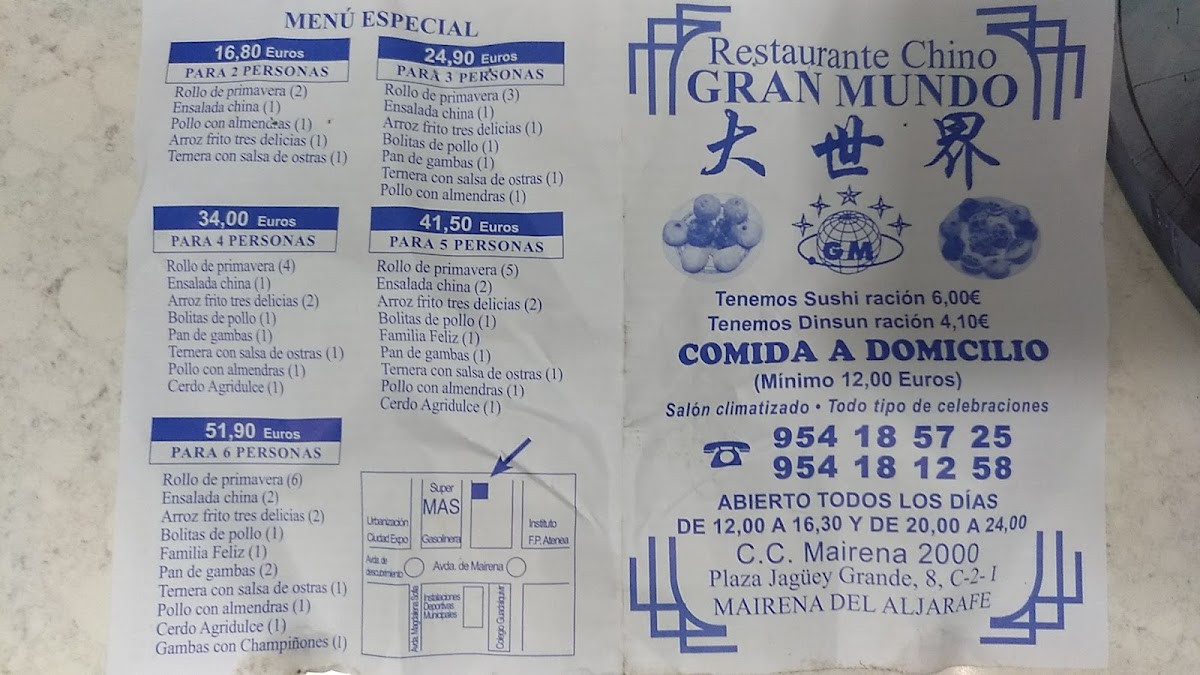 MENÚ ESPECIAL
16,80 Euros
PARA 2 PERSONAS
Rollo de primavera (2)
Ensalada china (1)
Pollo con almendras (1)
Arroz frito tres delicias (1)
Ternera con salsa de ostras (1)
24,90 Euros
PARA 3 PERSONAS
Rollo de primavera (3)
Ensalada china (1)
Arroz frito tres delicias (1)
Bolitas de pollo (1)
Pan de gambas (1)
Ternera con salsa de ostras (1)
Pollo con almendras (1)
34,00 Euros
PARA 4 PERSONAS
Rollo de primavera (4)
Ensalada china (1)
Arroz frito tres delicias (2)
Bolitas de pollo (1)
Pan de gambas (1)
Ternera con salsa de ostras (1)
Pollo con almendras (1)
Cerdo Agridulce (1)
41,50 Euros
PARA 5 PERSONAS
Rollo de primavera (5)
Ensalada china (2)
Arroz frito tres delicias (2)
Bolitas de pollo (1)
Familia Feliz (1)
Pan de gambas (1)
Ternera con salsa de ostras (1)
Pollo con almendras (1)
Cerdo Agridulce (1)
51,90 Euros
PARA 6 PERSONAS
Rollo de primavera (6)
Ensalada china (2)
Arroz frito tres delicias (2)
Bolitas de pollo (1)
Familia Feliz (1)
Pan de gambas (2)
Ternera con salsa de ostras (1)
Pollo con almendras (1)
Cerdo Agridulce (1)
Gambas con Champiñones (1)
Super
MAS
Urbanización
Ciudad Expo
Gasolinera
Instituto
F.P. Atenea
Avda. de
descubrimiento
Avda. de Mairena
Avda. Magdalena Sofía
Instalaciones
Deportivas
Municipales
Colegio Guadalquivir
Restaurante Chino
GRAN MUNDO
大世界
GM
Tenemos Sushi ración 6,00€
Tenemos Dinsun ración 4,10€
COMIDA A DOMICILIO
(Mínimo 12,00 Euros)
Salón climatizado • Todo tipo de celebraciones
954 18 57 25
954 18 12 58
ABIERTO TODOS LOS DÍAS
DE 12,00 A 16,30 Y DE 20,00 A 24,00
C.C. Mairena 2000
Plaza Jagüey Grande, 8, C-2-I
MAIRENA DEL ALJARAFE